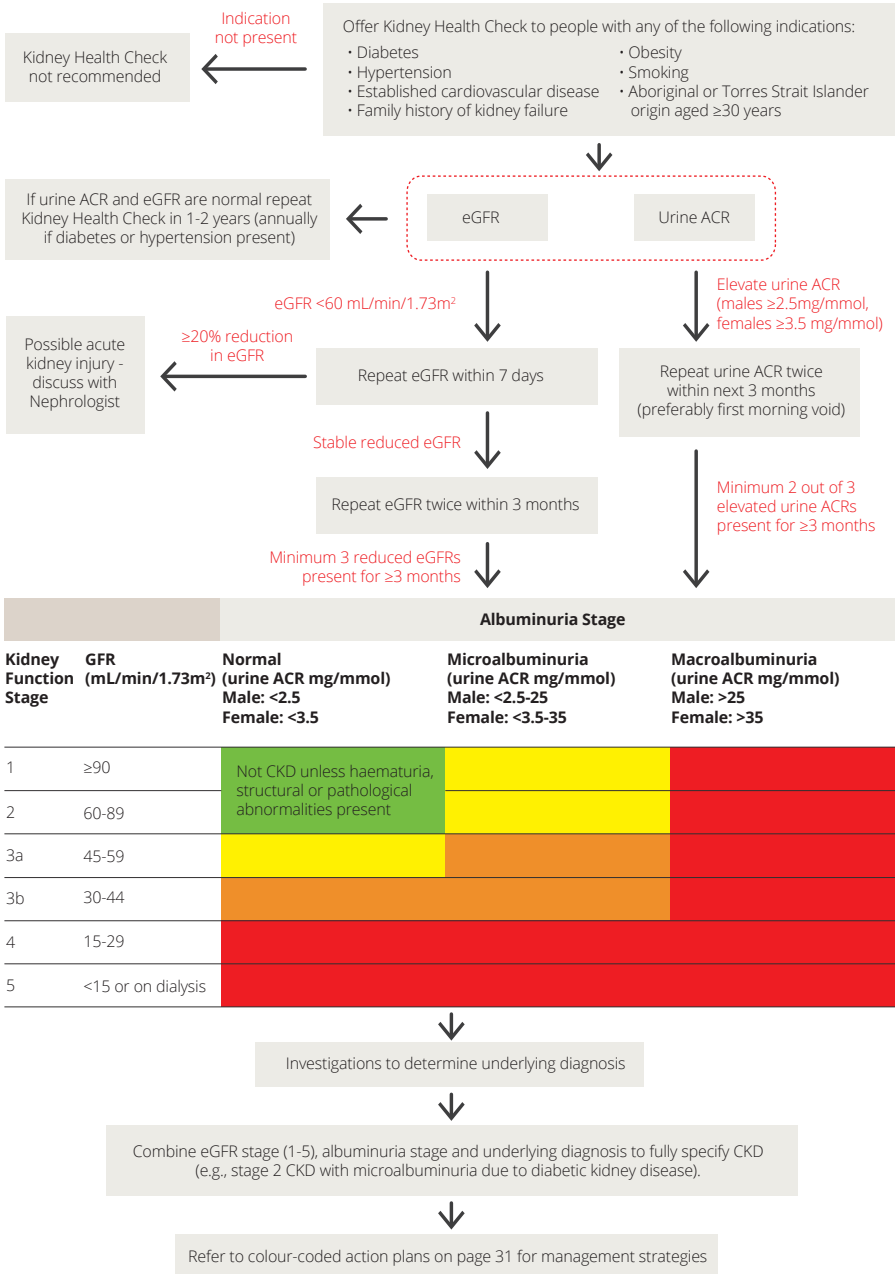 Indication
not present
Kidney Health Check
not recommended
Offer Kidney Health Check to people with any of the following indications:
· Diabetes
· Hypertension
· Established cardiovascular disease
· Family history of kidney failure
· Obesity
· Smoking
· Aboriginal or Torres Strait Islander
origin aged ≥30 years
If urine ACR and eGFR are normal repeat
Kidney Health Check in 1-2 years (annually
if diabetes or hypertension present)
eGFR
Urine ACR
eGFR <60 mL/min/1.73m²
Elevate urine ACR
(males ≥2.5mg/mmol,
females ≥3.5 mg/mmol)
≥20% reduction
in eGFR
Possible acute
kidney injury -
discuss with
Nephrologist
Repeat eGFR within 7 days
Repeat urine ACR twice
within next 3 months
(preferably first morning void)
Stable reduced eGFR
Repeat eGFR twice within 3 months
Minimum 2 out of 3
elevated urine ACRs
present for ≥3 months
Minimum 3 reduced eGFRs
present for ≥3 months
Albuminuria Stage
Kidney
Function
Stage
GFR
(mL/min/1.73m²)
Normal
(urine ACR mg/mmol)
Male: <2.5
Female: <3.5
Microalbuminuria
(urine ACR mg/mmol)
Male: <2.5-25
Female: <3.5-35
Macroalbuminuria
(urine ACR mg/mmol)
Male: >25
Female: >35
1 ≥90
Not CKD unless haematuria,
structural or pathological
abnormalities present
2 60-89
3a 45-59
3b 30-44
4 15-29
5 <15 or on dialysis
Investigations to determine underlying diagnosis
Combine eGFR stage (1-5), albuminuria stage and underlying diagnosis to fully specify CKD
(e.g., stage 2 CKD with microalbuminuria due to diabetic kidney disease).
Refer to colour-coded action plans on page 31 for management strategies